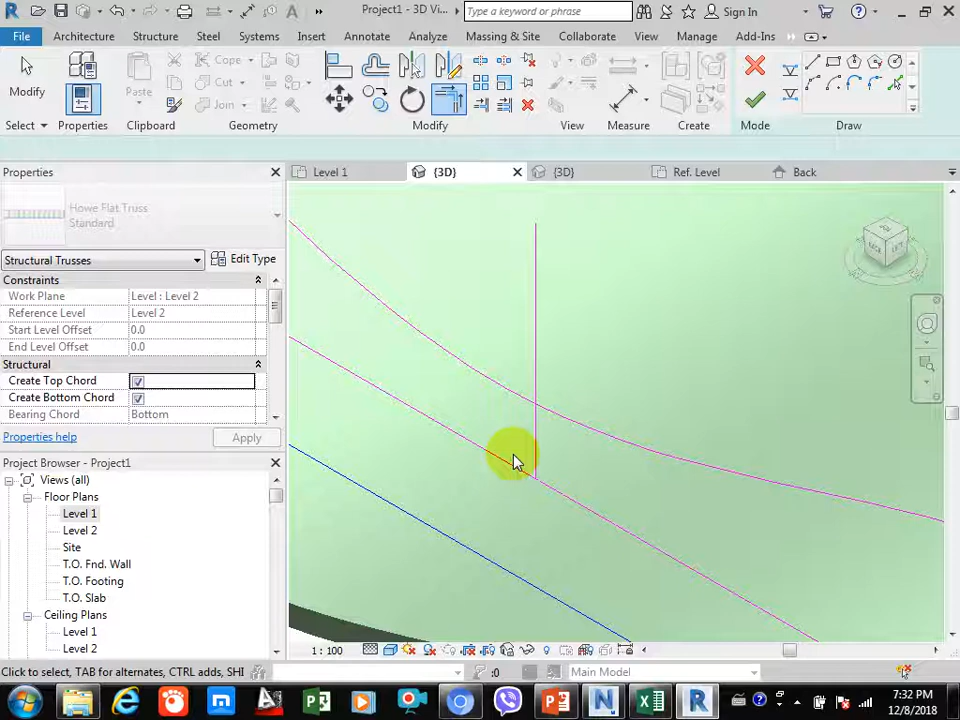 Project1 - 3D Vi...
Type a keyword or phrase
Sign In
File
Architecture
Structure
Steel
Systems
Insert
Annotate
Analyze
Massing & Site
Collaborate
View
Manage
Add-Ins
Modify
Select
Properties
Paste
Clipboard
Cope
Cut
Join
Geometry
Modify
View
Measure
Create
Mode
Draw
Properties
Level 1
{3D}
{3D}
Ref. Level
Back
Howe Flat Truss
Standard
Structural Trusses
Edit Type
Constraints
Work Plane
Level : Level 2
Reference Level
Level 2
Start Level Offset
0.0
End Level Offset
0.0
Structural
Create Top Chord
Create Bottom Chord
Bearing Chord
Bottom
Properties help
Apply
Project Browser - Project1
Views (all)
Floor Plans
Level 1
Level 2
Site
T.O. Fnd. Wall
T.O. Footing
T.O. Slab
Ceiling Plans
Level 1
Level 2
1 : 100
Click to select, TAB for alternates, CTRL adds, SHI
:0
Main Model
7:32 PM
12/8/2018